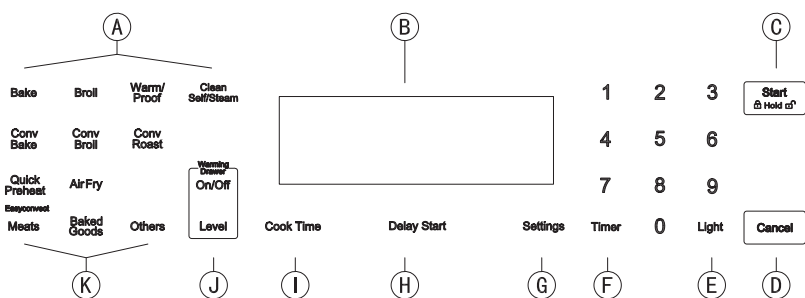 A B C
Bake Broil Warm/ Proof Clean Self/Steam
1 2 3
Start
Hold
Conv Bake Conv Broil Conv Roast
4 5 6
Quick Preheat AirFry
Warming Drawer
On/Off
7 8 9
Easyconvect
Meats Baked Goods Others
Level
Cook Time Delay Start Settings Timer 0 Light Cancel
K J I H G F E D